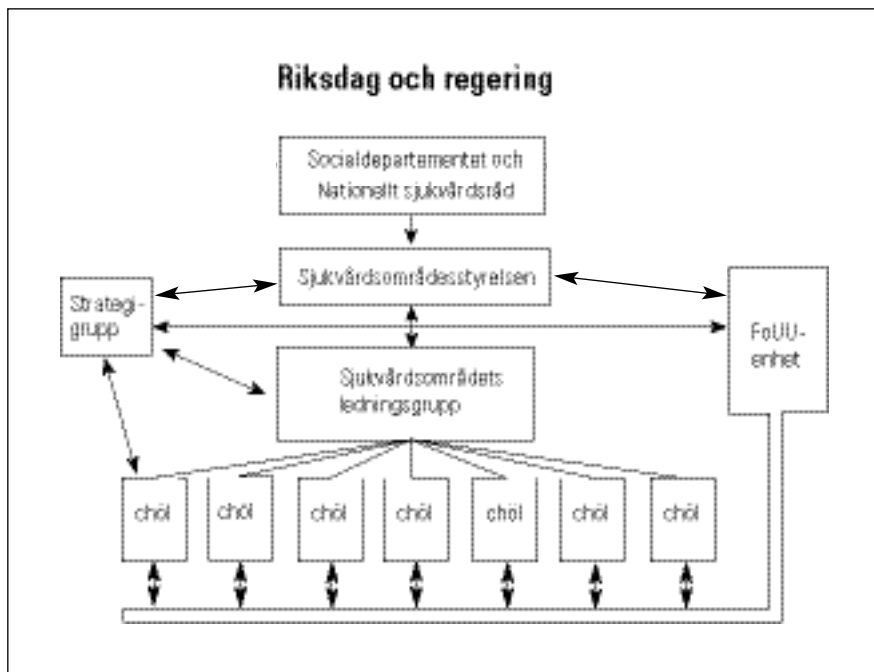 Riksdag och regering
Socialdepartementet och
Nationellt sjukvårdsråd
Sjukvårdsområdesstyrelsen
Strategi-
grupp
FoUU-
enhet
Sjukvårdsområdets
ledningsgrupp
chöl
chöl
chöl
chöl
chöl
chöl
chöl